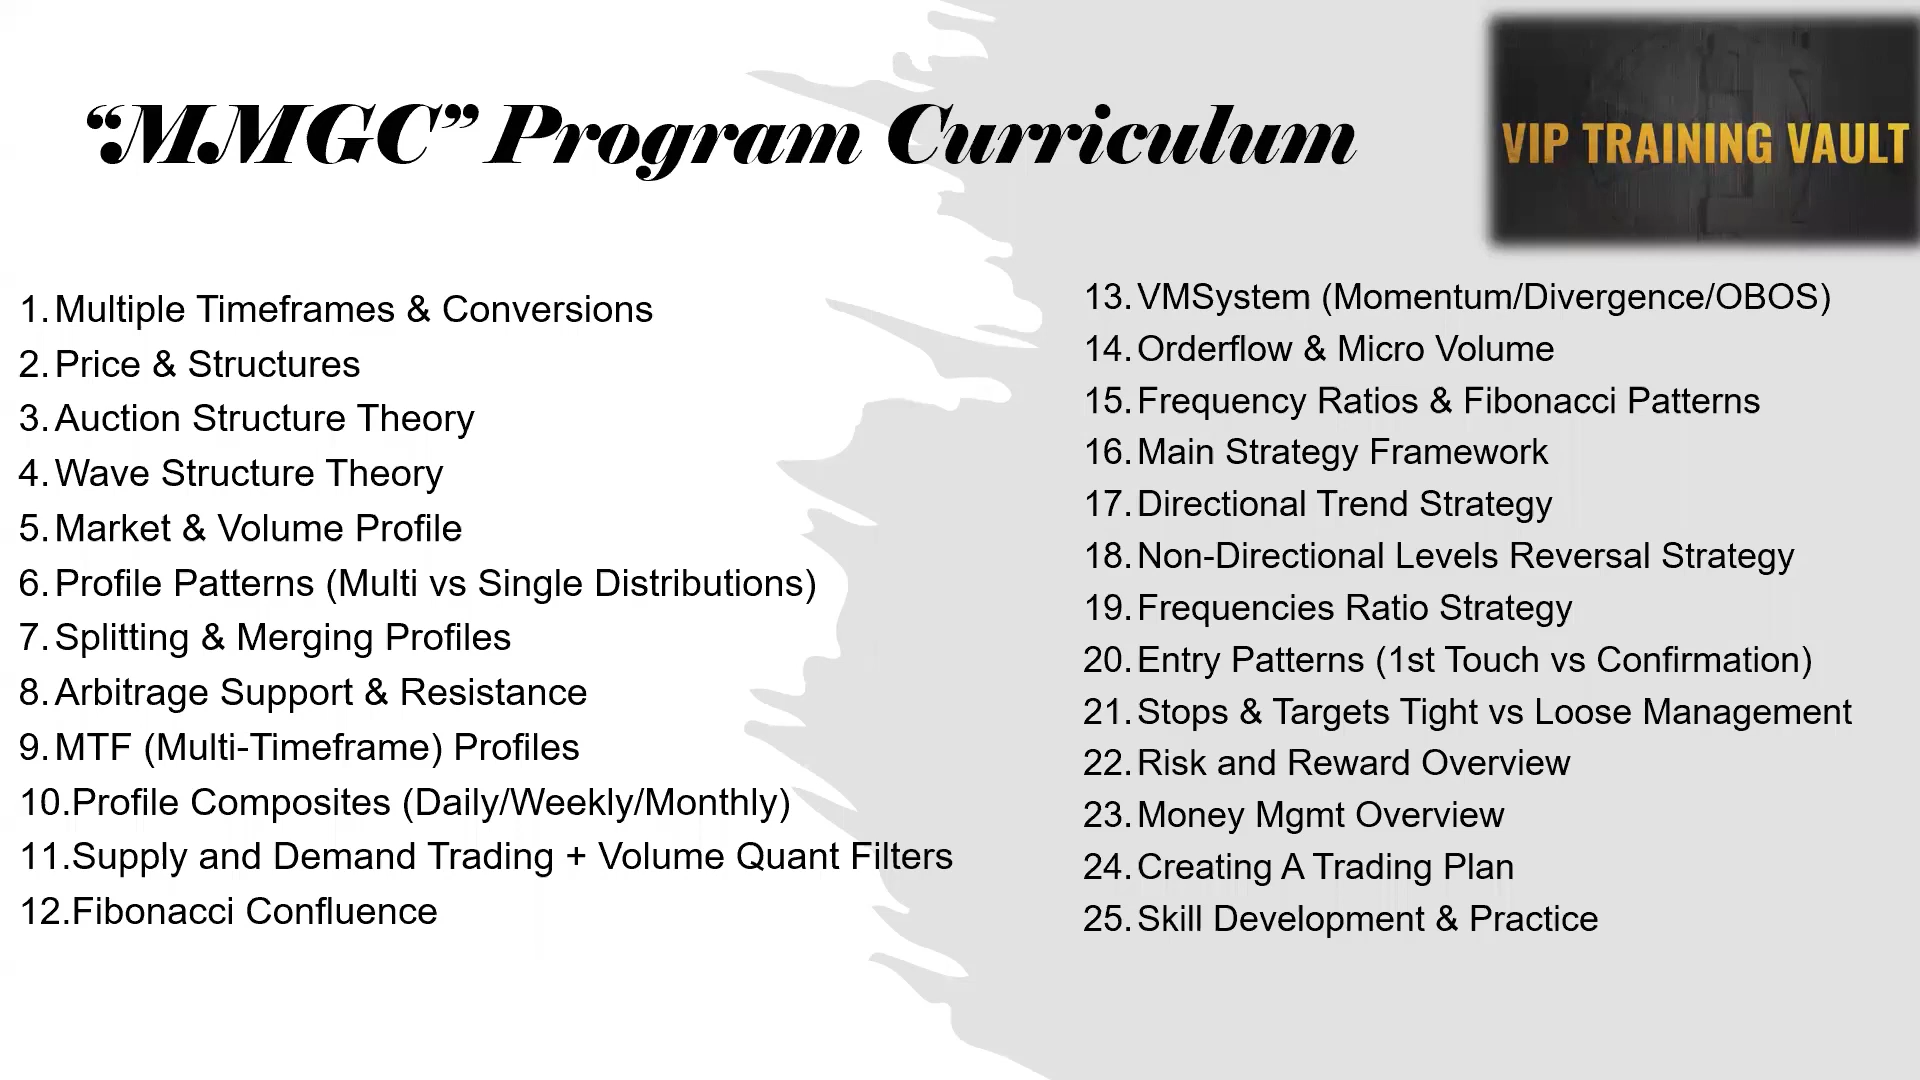 “MMGC” Program Curriculum
VIP TRAINING VAULT
1. Multiple Timeframes & Conversions
2. Price & Structures
3. Auction Structure Theory
4. Wave Structure Theory
5. Market & Volume Profile
6. Profile Patterns (Multi vs Single Distributions)
7. Splitting & Merging Profiles
8. Arbitrage Support & Resistance
9. MTF (Multi-Timeframe) Profiles
10.Profile Composites (Daily/Weekly/Monthly)
11.Supply and Demand Trading + Volume Quant Filters
12.Fibonacci Confluence
13. VMSystem (Momentum/Divergence/OBOS)
14. Orderflow & Micro Volume
15. Frequency Ratios & Fibonacci Patterns
16. Main Strategy Framework
17. Directional Trend Strategy
18. Non-Directional Levels Reversal Strategy
19. Frequencies Ratio Strategy
20. Entry Patterns (1st Touch vs Confirmation)
21. Stops & Targets Tight vs Loose Management
22. Risk and Reward Overview
23. Money Mgmt Overview
24. Creating A Trading Plan
25. Skill Development & Practice